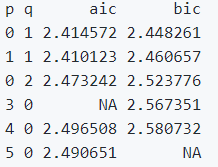 p q aic bic
0 1 2.414572 2.448261
1 1 2.410123 2.460657
0 2 2.473242 2.523776
3 0 NA 2.567351
4 0 2.496508 2.580732
5 0 2.490651 NA